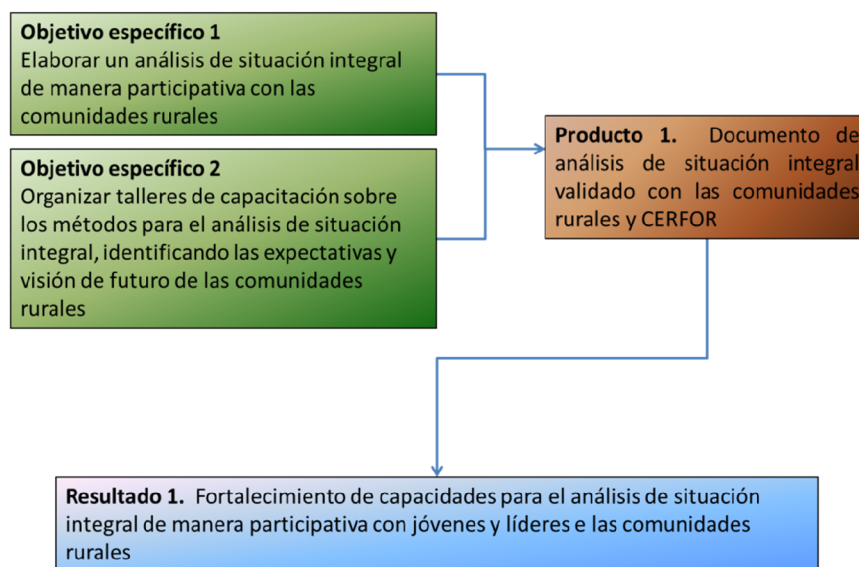 Objetivo específico 1
Elaborar un análisis de situación integral
de manera participativa con las
comunidades rurales
Objetivo específico 2
Organizar talleres de capacitación sobre
los métodos para el análisis de situación
integral, identificando las expectativas y
visión de futuro de las comunidades
rurales
Producto 1. Documento de
análisis de situación integral
validado con las comunidades
rurales y CERFOR
Resultado 1. Fortalecimiento de capacidades para el análisis de situación
integral de manera participativa con jóvenes y líderes e las comunidades
rurales